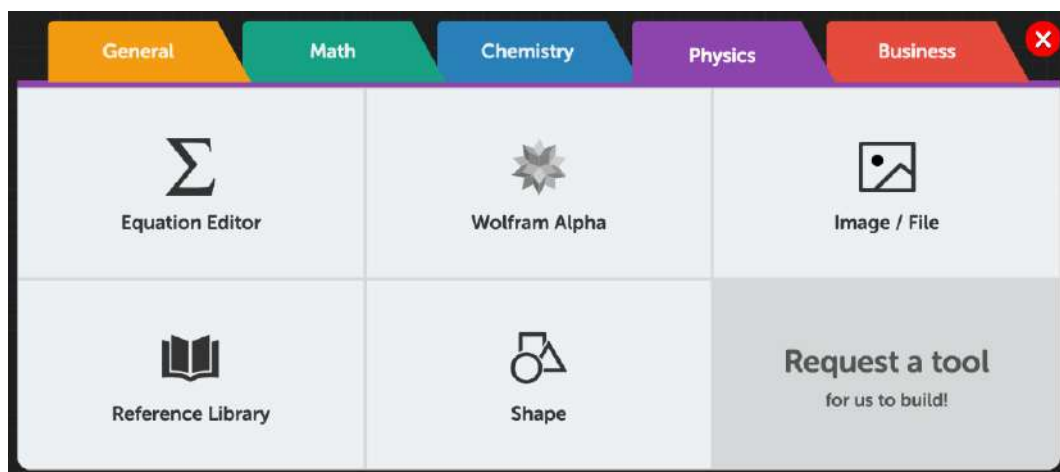 General
Math
Chemistry
Physics
Business
X
Σ
Equation Editor
Wolfram Alpha
Image / File
Reference Library
Shape
Request a tool
for us to build!